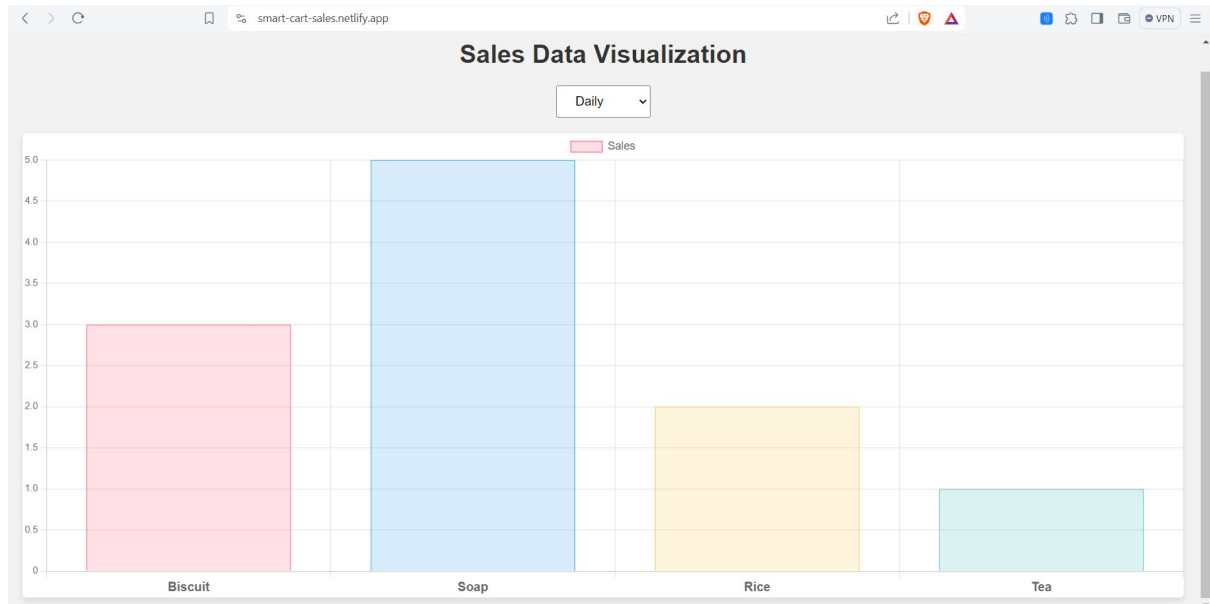 smart-cart-sales.netlify.app
VPN
Sales Data Visualization
Daily
Sales
5.0
4.5
4.0
3.5
3.0
2.5
2.0
1.5
1.0
0.5
0
Biscuit Soap Rice Tea